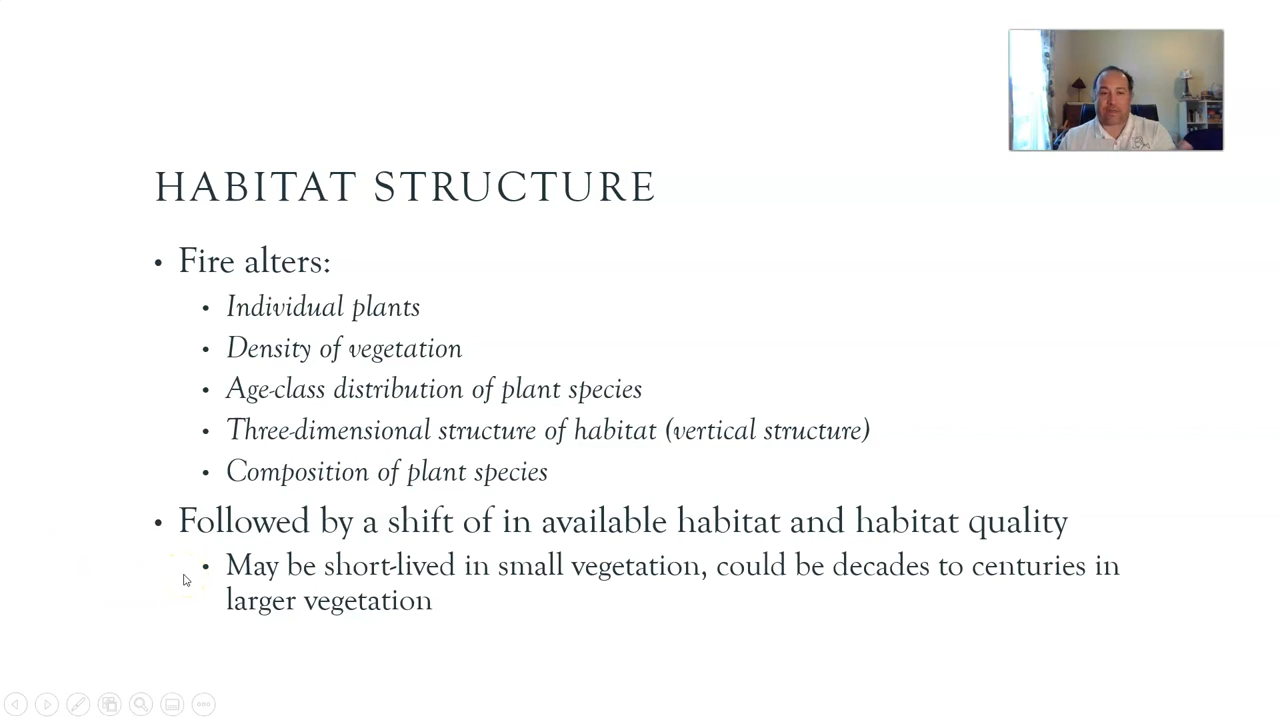 HABITAT STRUCTURE
• Fire alters:
• Individual plants
• Density of vegetation
• Age-class distribution of plant species
• Three-dimensional structure of habitat (vertical structure)
• Composition of plant species
• Followed by a shift of in available habitat and habitat quality
• May be short-lived in small vegetation, could be decades to centuries in
larger vegetation